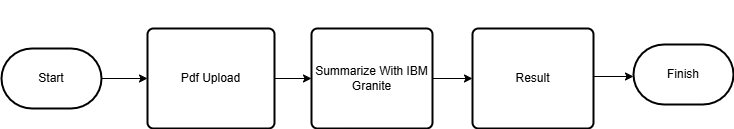 Start
Pdf Upload
Summarize With IBM
Granite
Result
Finish